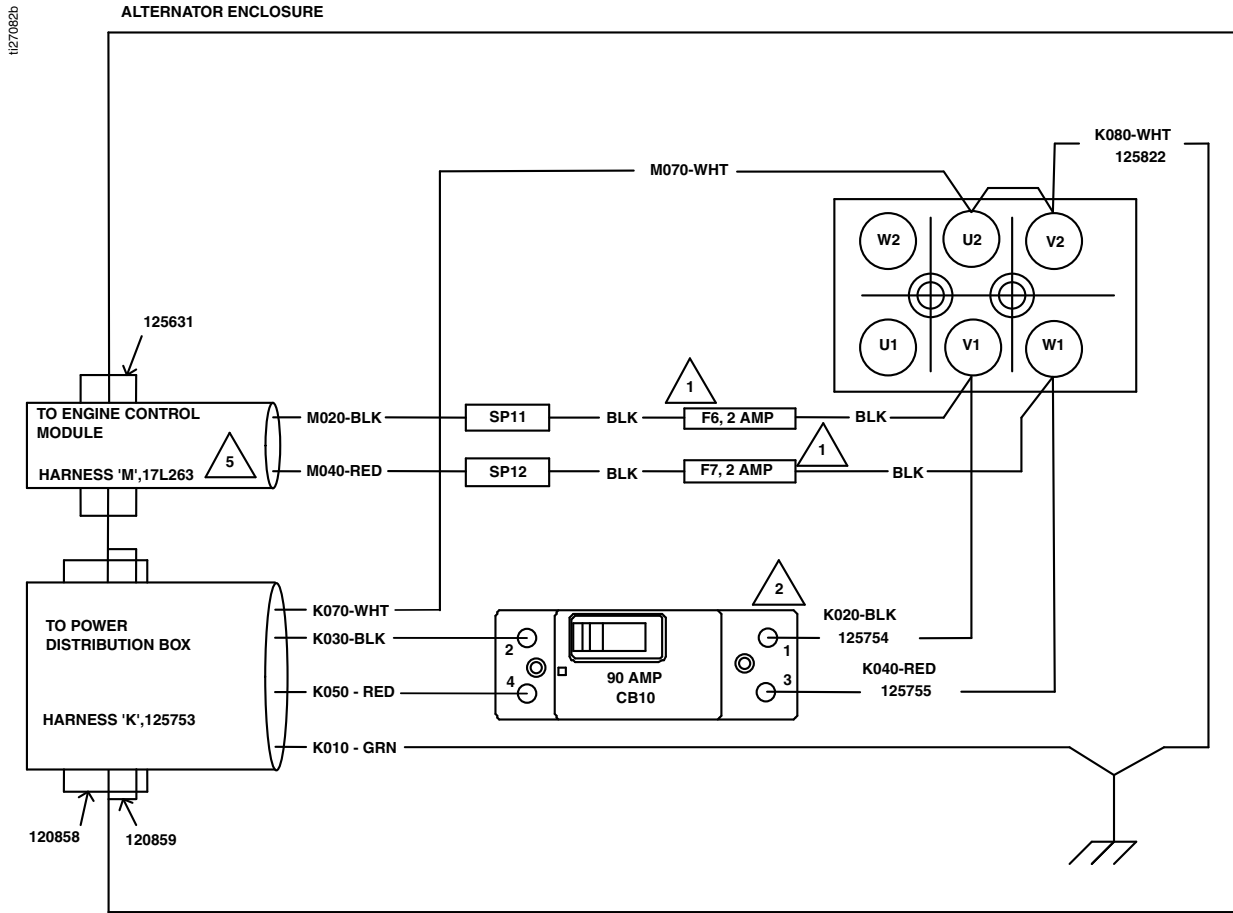 ti27082b
ALTERNATOR ENCLOSURE
K080-WHT
125822
M070-WHT
W2
U2
V2
U1
V1
W1
125631
1
TO ENGINE CONTROL
MODULE
HARNESS 'M',17L263
5
M020-BLK
SP11
BLK
F6, 2 AMP
BLK
1
M040-RED
SP12
BLK
F7, 2 AMP
BLK
2
TO POWER
DISTRIBUTION BOX
HARNESS 'K',125753
K070-WHT
K030-BLK
K050 - RED
K010 - GRN
2
4
90 AMP
CB10
1
3
K020-BLK
125754
K040-RED
125755
120858
120859